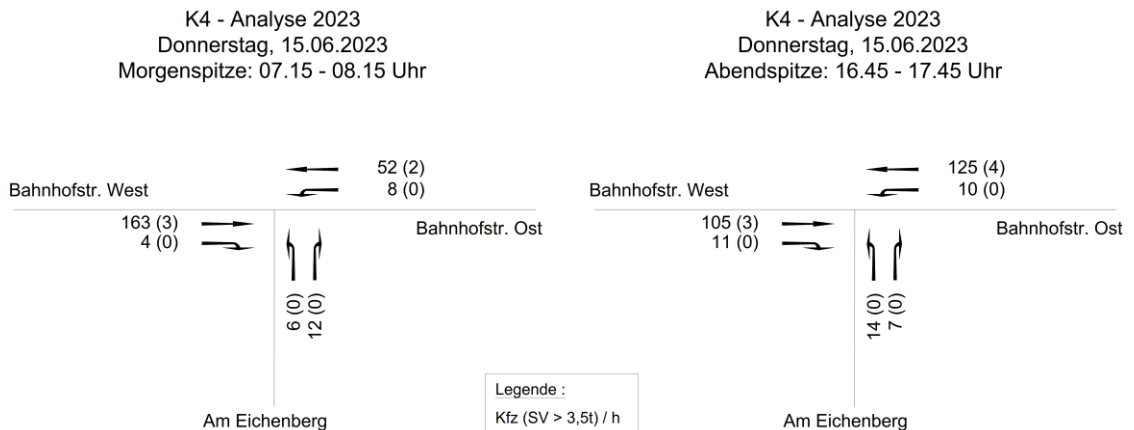 K4 - Analyse 2023
Donnerstag, 15.06.2023
Morgenspitze: 07.15 - 08.15 Uhr
52 (2)
Bahnhofstr. West
8 (0)
163 (3)
Bahnhofstr. Ost
4 (0)
6 (0)
12 (0)
Am Eichenberg
K4 - Analyse 2023
Donnerstag, 15.06.2023
Abendspitze: 16.45 - 17.45 Uhr
125 (4)
Bahnhofstr. West
10 (0)
105 (3)
Bahnhofstr. Ost
11 (0)
14 (0)
7 (0)
Am Eichenberg
Legende :
Kfz (SV > 3,5t) / h